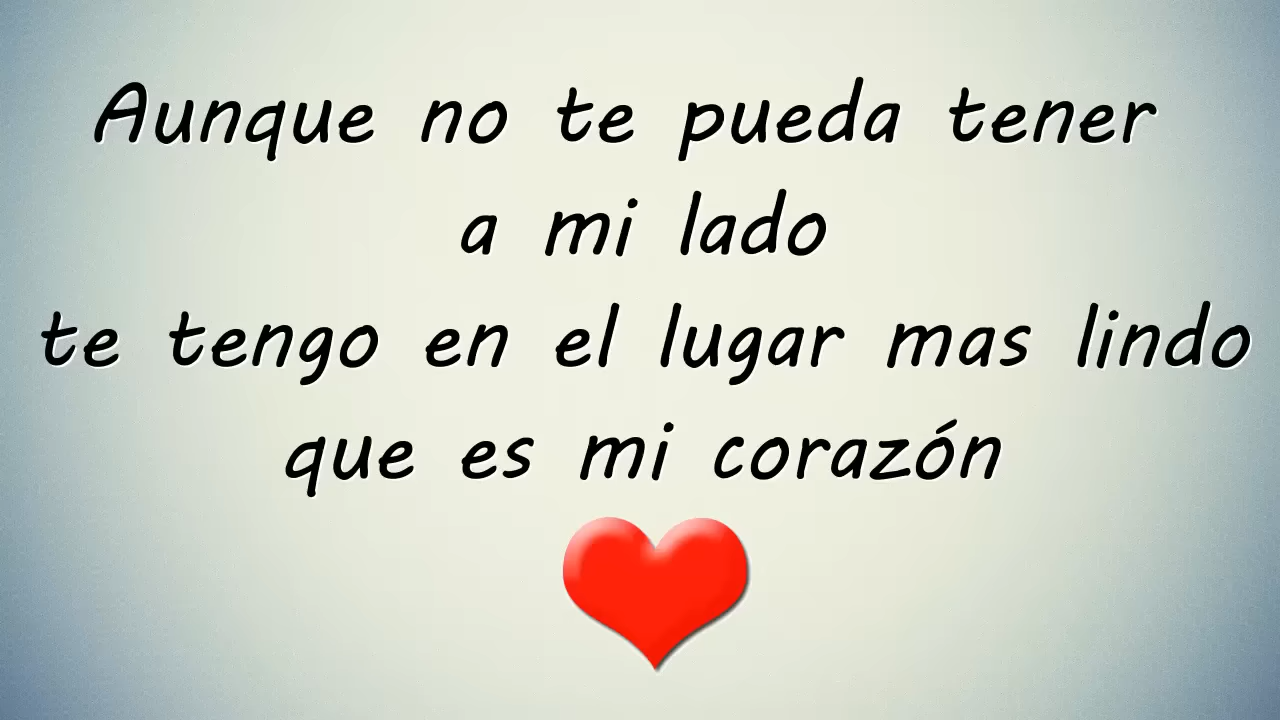 Aunque no te pueda tener
a mi lado
te tengo en el lugar mas lindo
que es mi corazón